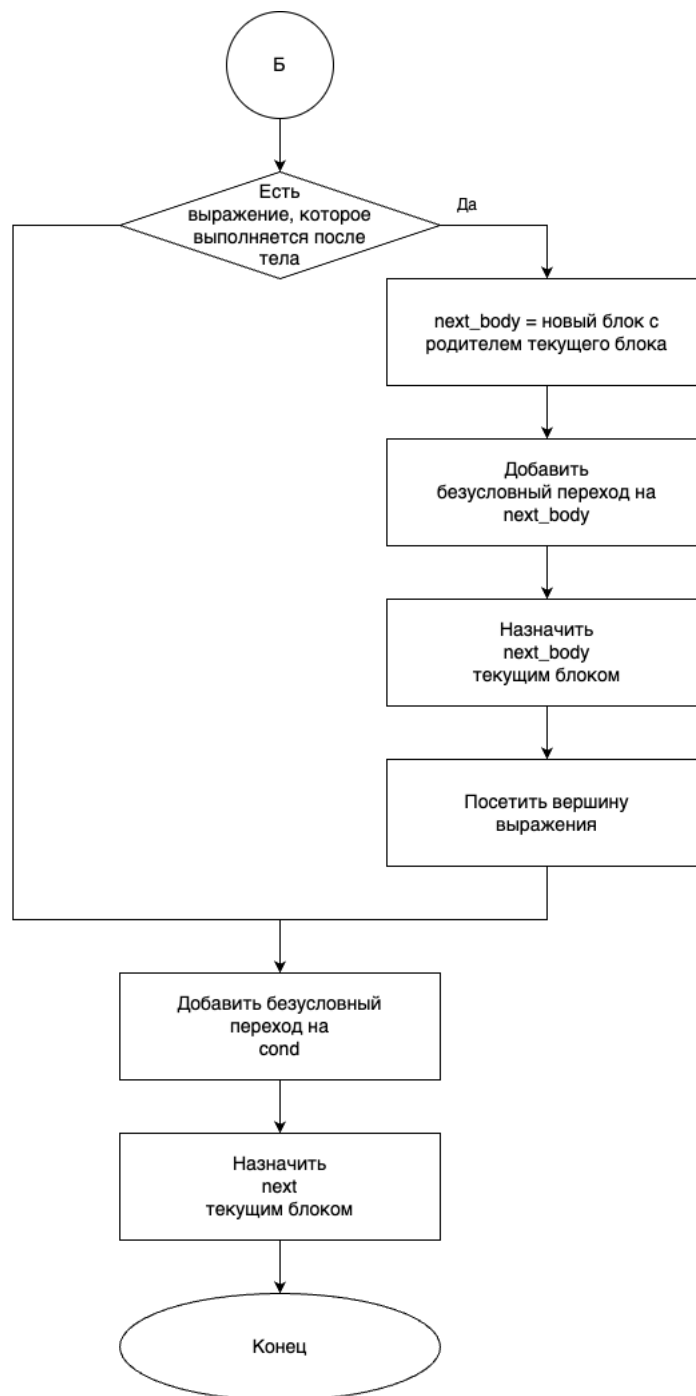 Б
Есть
выражение, которое
выполняется после
тела
Да
next_body = новый блок с
родителем текущего блока
Добавить
безусловный переход на
next_body
Назначить
next_body
текущим блоком
Посетить вершину
выражения
Добавить безусловный
переход на
cond
Назначить
next
текущим блоком
Конец